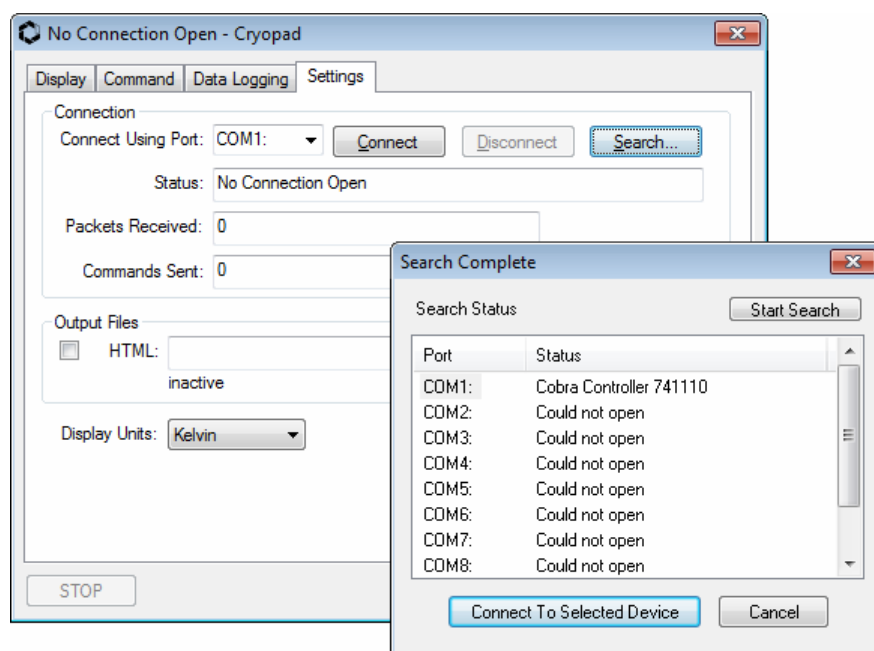 No Connection Open - Cryopad
Display Command Data Logging Settings
Connection
Connect Using Port: COM1: Connect Disconnect Search...
Status: No Connection Open
Packets Received: 0
Commands Sent: 0
Output Files
HTML:
inactive
Display Units: Kelvin
STOP
Search Complete
Search Status Start Search
Port Status
COM1: Cobra Controller 741110
COM2: Could not open
COM3: Could not open
COM4: Could not open
COM5: Could not open
COM6: Could not open
COM7: Could not open
COM8: Could not open
Connect To Selected Device Cancel